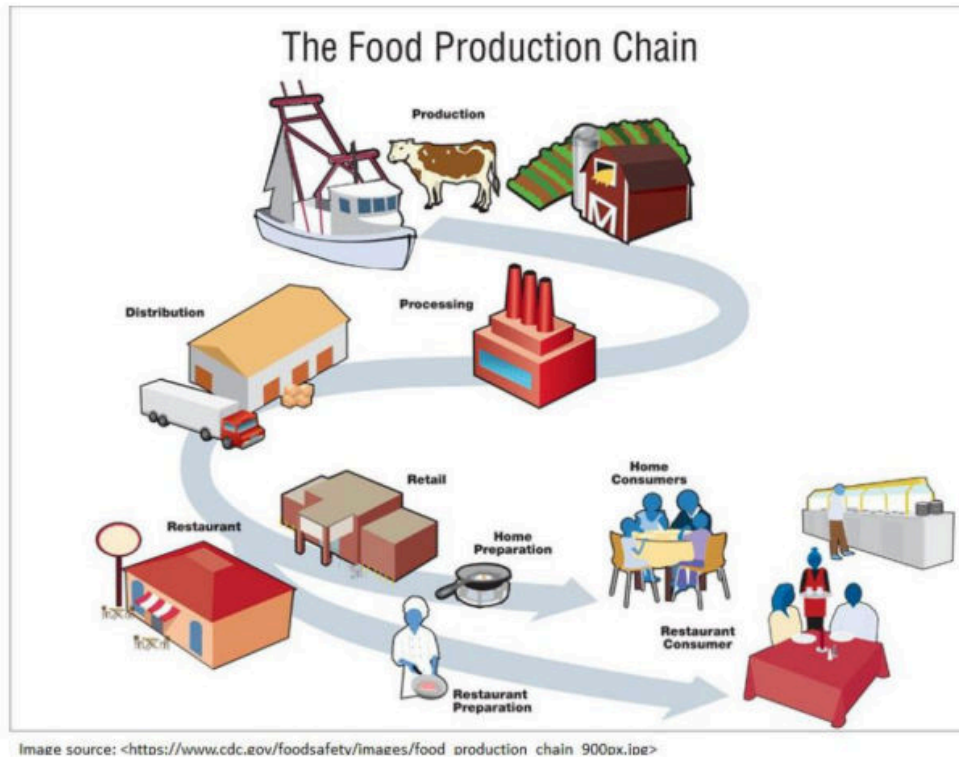 The Food Production Chain
Production
Processing
Distribution
Retail
Home
Consumers
Restaurant
Home
Preparation
Restaurant
Consumer
Restaurant
Preparation
Image source: <https://www.cdc.gov/foodsafety/images/food_production_chain_900px.jpg>